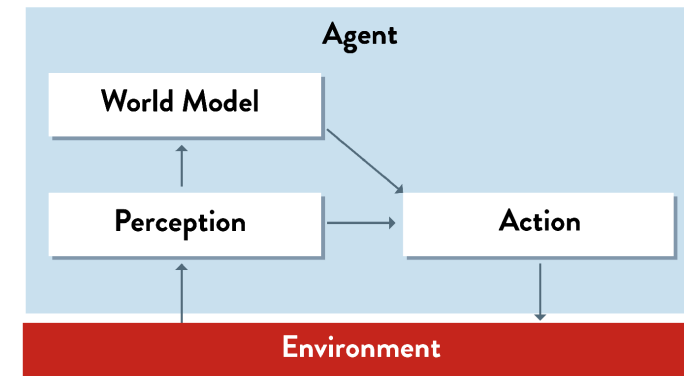 Agent
World Model
Perception
Action
Environment